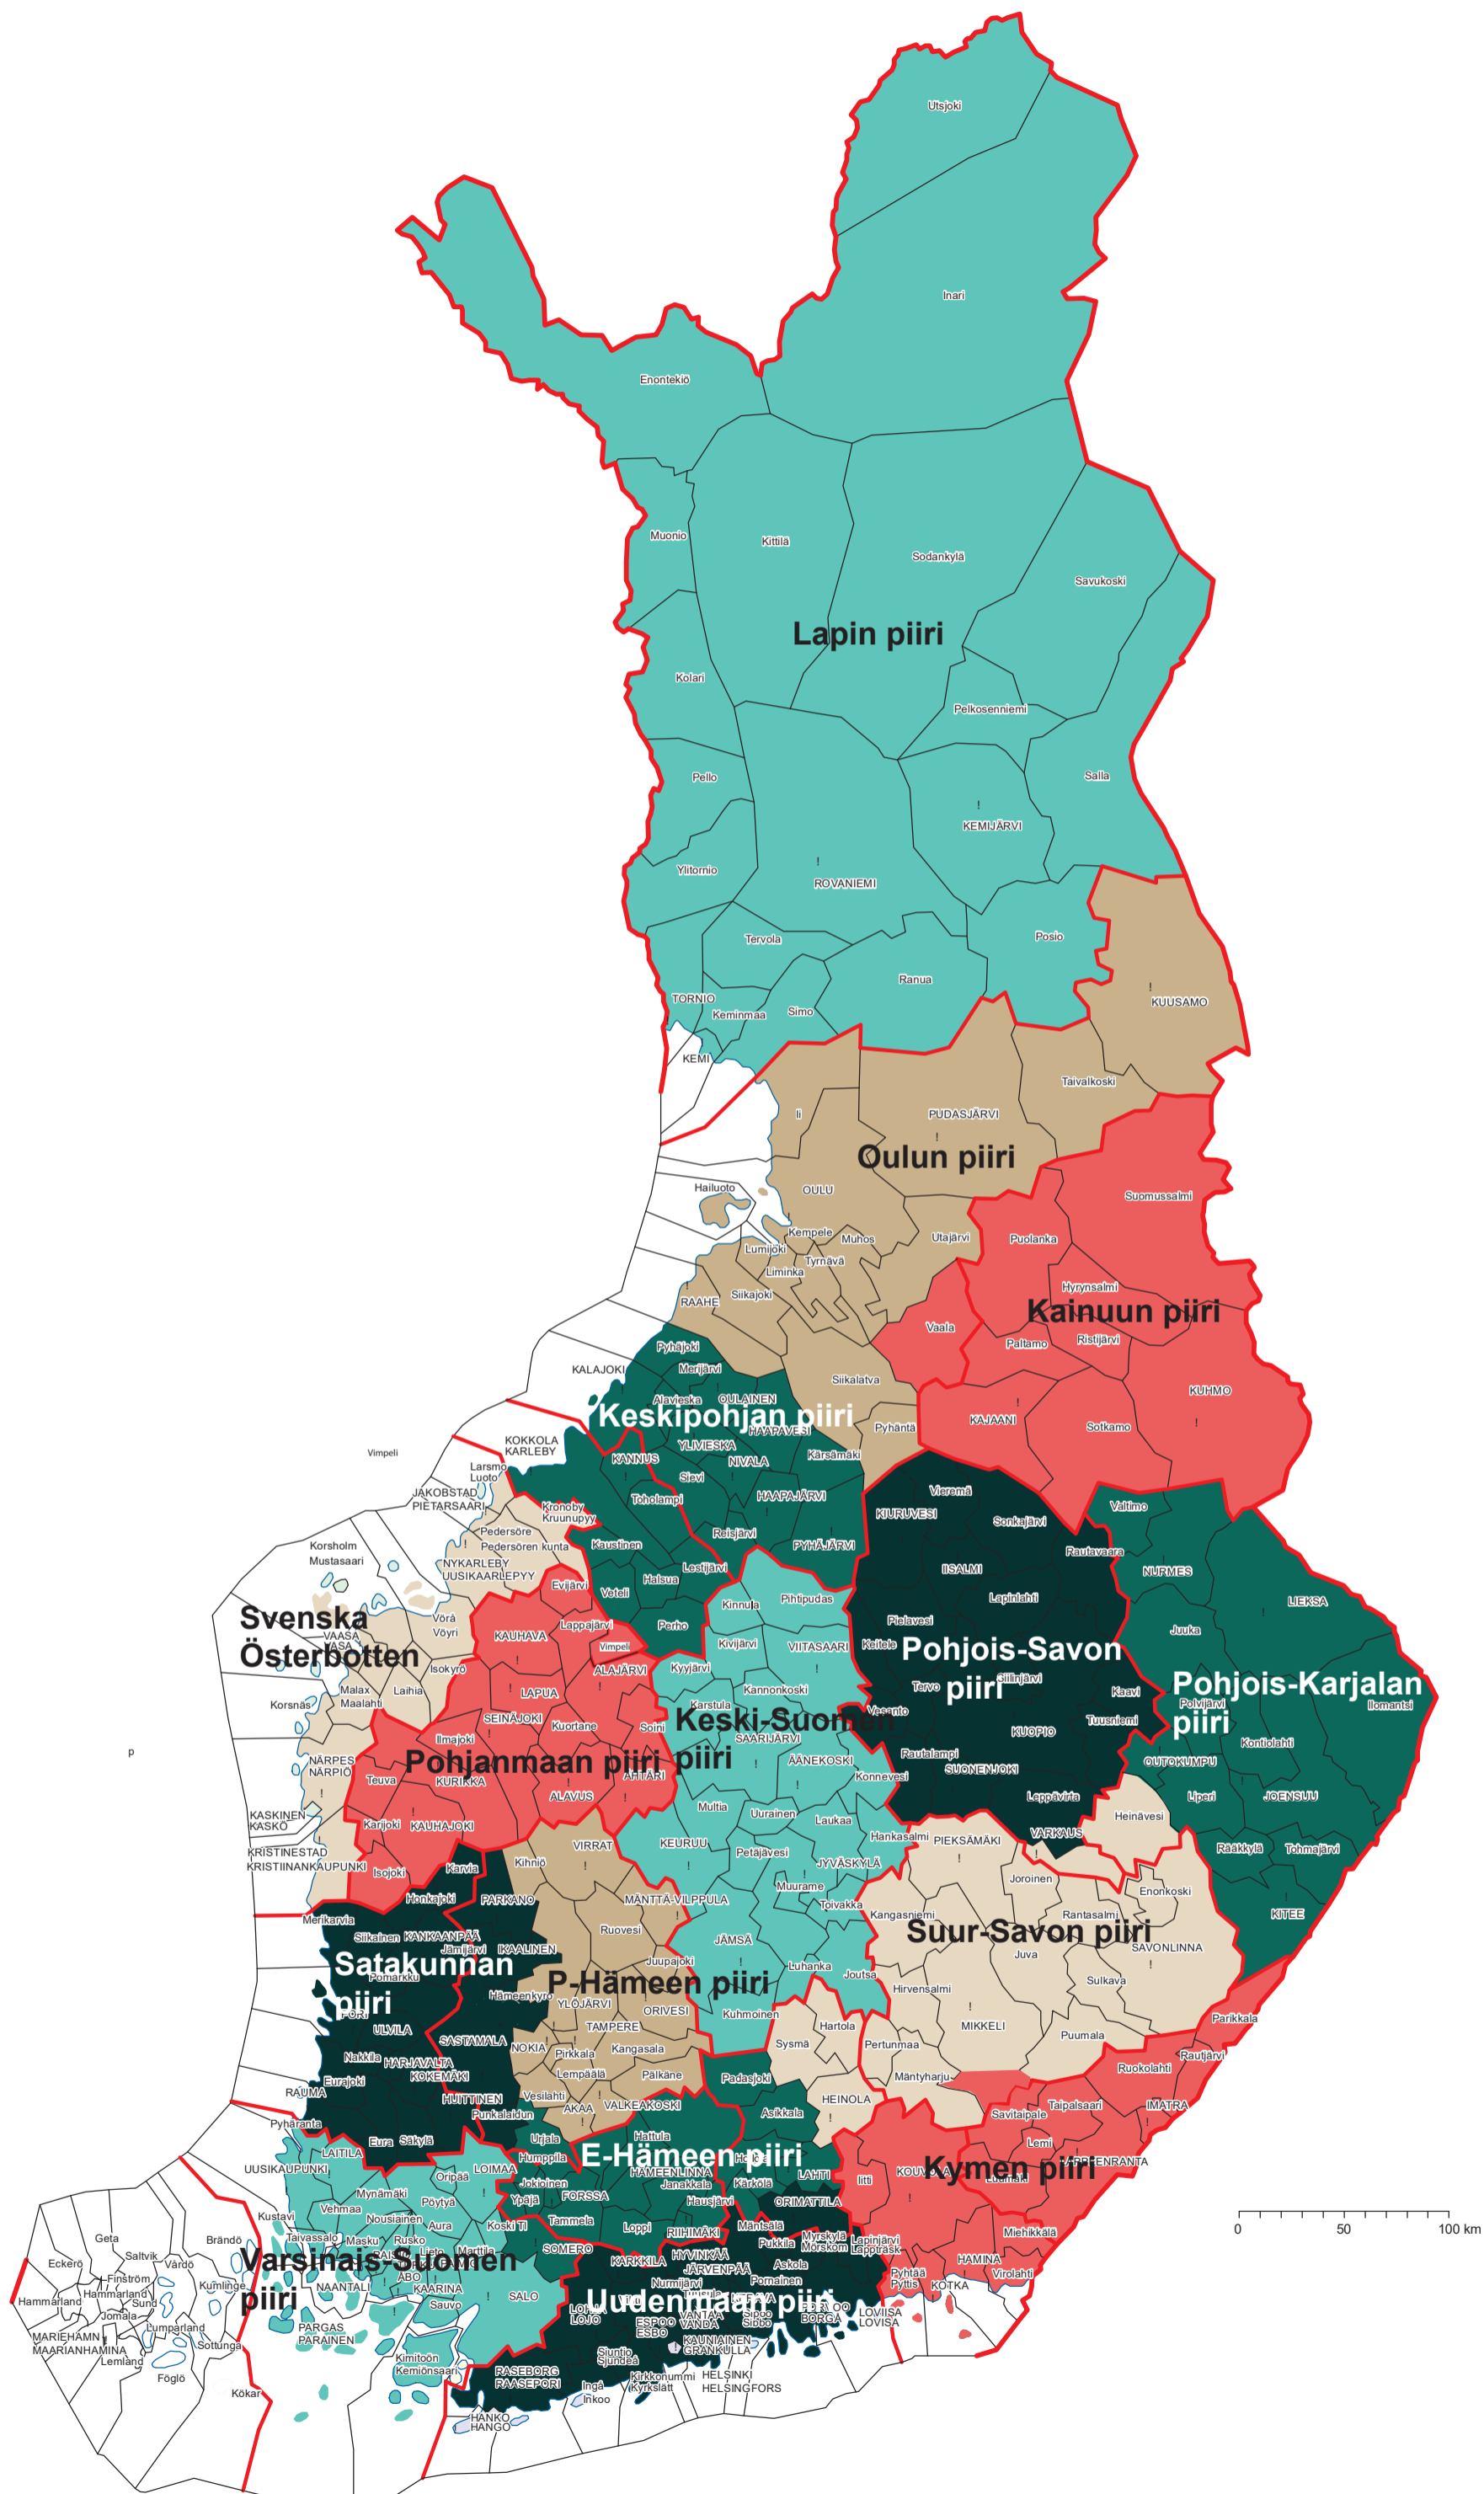 Utsjoki
Inari
Enontekiö
Muonio
Kittilä
Sodankylä
Savukoski
Lapin piiri
Kolari
Pelkosenniemi
Pello
Salla
!
KEMIJÄRVI
Ylitornio
!
ROVANIEMI
Tervola
Posio
Ranua
!
KUUSAMO
TORNIO
Keminmaa
Simo
KEMI
Taivalkoski
Ii
PUDASJÄRVI
!
Oulun piiri
Hailuoto
OULU
!
Suomussalmi
Kempele
Muhos
Utajärvi
Puolanka
Lumijoki
Tyrnävä
Liminka
Hyrynsalmi
Siikajoki
!
RAAHE
Kainuun piiri
Vaala
Paltamo
Ristijärvi
Pyhäjoki
Merijärvi
KALAJOKI
Siikalatva
KUHMO
!
Alavieska
OULAINEN
Keskipohjan piiri
HAAPAVESI
Pyhäntä
KAJAANI
!
Sotkamo
KOKKOLA
KARLEBY
YLIVIESKA
Kärsämäki
Vimpeli
KANNUS
!
NIVALA
Larsmo
Luoto
Sievi
JAKOBSTAD
PIETARSAARI
Toholampi
HAAPAJÄRVI
Vieremä
KIURUVESI
Valtimo
Kronoby
Kruunupyy
Sonkajärvi
Pedersöre
Pedersören kunta
Reisjärvi
Kaustinen
PYHÄJÄRVI
Rautavaara
Korsholm
Mustasaari
NYKARLEBY
UUSIKAARLEPYY
Lestijärvi
IISALMI
NURMES
Evijärvi
Halsua
Veteli
Kinnula
Pihtipudas
Lapinlahti
LIEKSA
Svenska
Österbotten
Vörå
Vöyri
Lappajärvi
Perho
Pielavesi
Juuka
VAASA
VASA
KAUHAVA
!
Vimpeli
Kivijärvi
VIITASAARI
!
Keitele
Pohjois-Savon
piiri
Isokyrö
ALAJÄRVI
Kyyjärvi
Siilinjärvi
Pohjois-Karjalan
piiri
Malax
Maalahti
Laihia
LAPUA
Kannonkoski
Tervo
Kaavi
Korsnäs
Karstula
Vesanto
Polvijärvi
Ilomantsi
SEINÄJOKI
Kuortane
Soini
Keski-Suomen
piiri
Tuusniemi
p
Ilmajoki
SAARIJÄRVI
KUOPIO
Kontiolahti
NÄRPES
NÄRPIÖ
Pohjanmaan piiri
ÄÄNEKOSKI
Rautalampi
OUTOKUMPU
Teuva
KURIKKA
ÄHTÄRI
Konnevesi
SUONENJOKI
ALAVUS
Leppävirta
Liperi
JOENSUU
KASKINEN
KASKÖ
Multia
Uurainen
Laukaa
Heinävesi
Karijoki
KAUHAJOKI
Hankasalmi
VARKAUS
KRISTINESTAD
KRISTIINANKAUPUNKI
VIRRAT
!
KEURUU
!
Petäjävesi
PIEKSÄMÄKI
!
Rääkkylä
Tohmajärvi
Isojoki
Karvia
Kihniö
JYVÄSKYLÄ
Joroinen
Enonkoski
Honkajoki
PARKANO
MÄNTTÄ-VILPPULA
Muurame
Toivakka
Kangasniemi
Rantasalmi
KITEE
Merikarvia
Ruovesi
Suur-Savon piiri
Siikainen
KANKAANPÄÄ
Jämijärvi
IKAALINEN
JÄMSÄ
!
Juva
SAVONLINNA
!
Satakunnan
piiri
Pomarkku
Juupajoki
Luhanka
Joutsa
Hirvensalmi
Sulkava
P-Hämeen piiri
Hämeenkyrö
YLÖJÄRVI
ORIVESI
Kuhmoinen
MIKKELI
Parikkala
PORI
ULVILA
TAMPERE
Hartola
Puumala
SASTAMALA
NOKIA
Pirkkala
Kangasala
Sysmä
Pertunmaa
Rautjärvi
Nakkila
HARJAVALTA
KOKEMÄKI
Lempäälä
Pälkäne
Padasjoki
Mäntyharju
Ruokolahti
Eurajoki
RAUMA
HUITTINEN
Vesilahti
VALKEAKOSKI
HEINOLA
!
Taipalsaari
IMATRA
Punkalaidun
AKAA
Asikkala
Savitaipale
Pyhäranta
Urjala
Hattula
Lemi
Eura
Säkylä
LAITILA
Humppila
E-Hämeen piiri
Kymen piiri
UUSIKAUPUNKI
LOIMAA
Oripää
HÄMEENLINNA
Janakkala
LAHTI
Iitti
Jokioinen
Kärkölä
Mynämäki
Ypäjä
FORSSA
Hausjärvi
ORIMATTILA
Vehmaa
Pöytyä
Kustavi
Nousiainen
Aura
Koski Tl
Tammela
Loppi
RIIHIMÄKI
Mäntsälä
Miehikkälä
0
50
100 km
Geta
Brändö
Taivassalo
Masku
Rusko
Marttila
SOMERO
KARKKILA
HYVINKÄÄ
Pukkila
Myrskylä
Mörskom
Lapinjärvi
Lappträsk
Eckerö
Saltvik
Vårdö
Varsinais-Suomen
piiri
JÄRVENPÄÄ
Askola
HAMINA
Virolahti
Finström
Kumlinge
NAANTALI
ÅBO
KAARINA
Nurmijärvi
Pornainen
Pyhtää
Pyttis
KOTKA
Hammarland
Hammarland
Sund
SALO
Uudenmaan piiri
Jomala
Sauvo
Lumparland
MARIEHAMN
MAARIANHAMINA
PARGAS
PARAINEN
LOJO
ESPOO
ESBO
VANTAA
VANDA
Sipoo
Sibbo
BORGÅ
LOVIISA
LOVISA
Lemland
Sottunga
Kimitoön
Kemiönsaari
Siuntio
Sjundeå
KAUNIAINEN
GRANKULLA
Föglö
RASEBORG
RAASEPORI
Kirkkonummi
Kyrkslätt
HELSINKI
HELSINGFORS
Kökar
Ingå
Inkoo
HANKO
HANGÖ